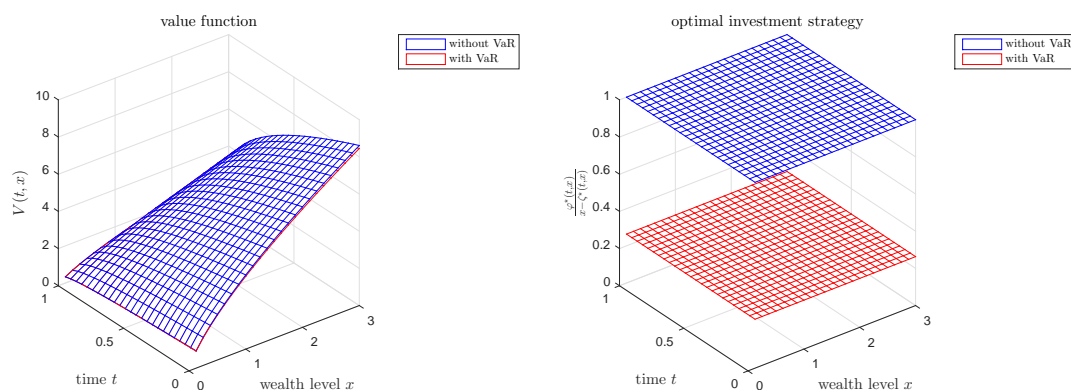 value function
without VaR
with VaR
10
8
6
4
2
0
V(t, x)
1
0.5
0
time t
0
1
2
3
wealth level x
optimal investment strategy
without VaR
with VaR
1
0.8
0.6
0.4
0.2
0
φ*(t,x)
x−ζ*(t,x)
1
0.5
0
time t
0
1
2
3
wealth level x